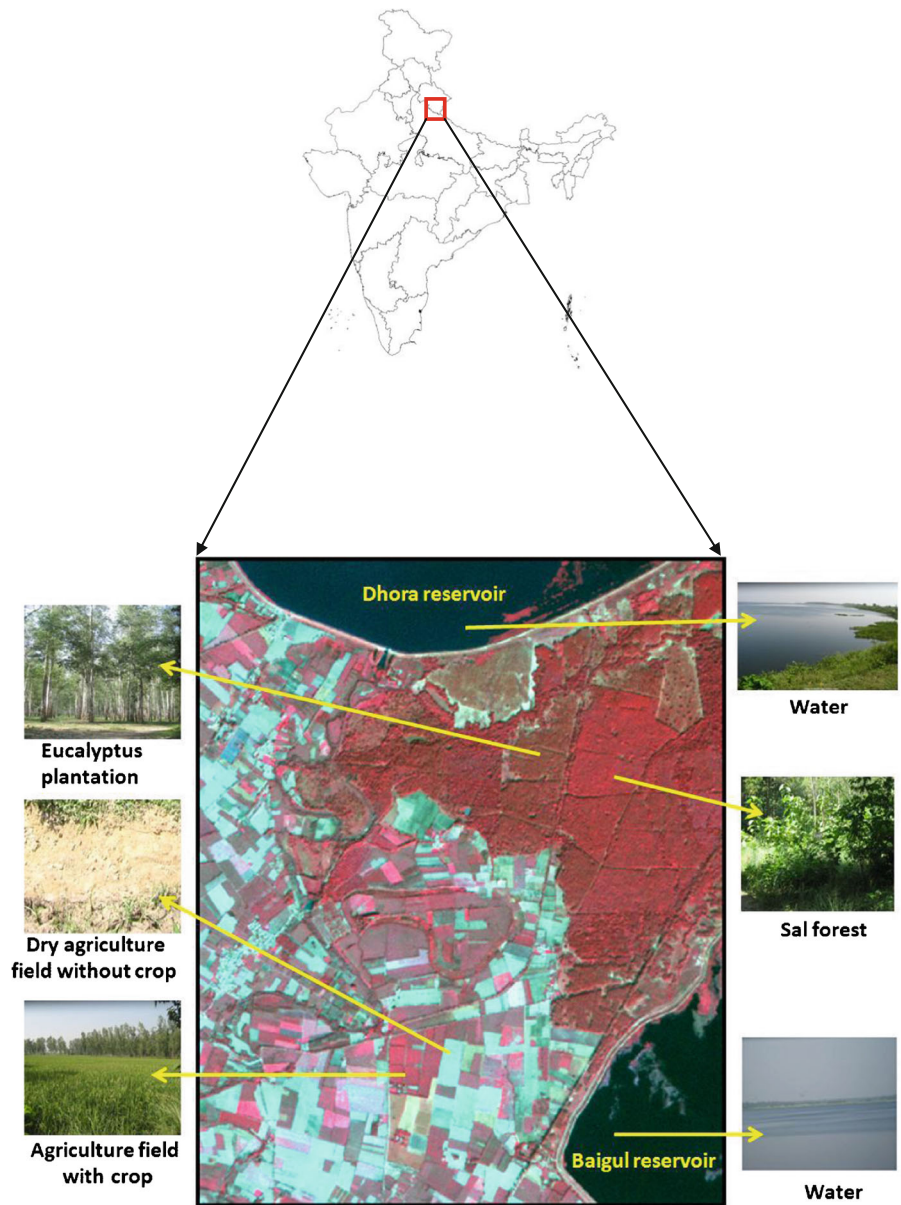 Dhora reservoir
Water
Eucalyptus
plantation
Sal forest
Dry agriculture
field without crop
Agriculture field
with crop
Baigul reservoir
Water